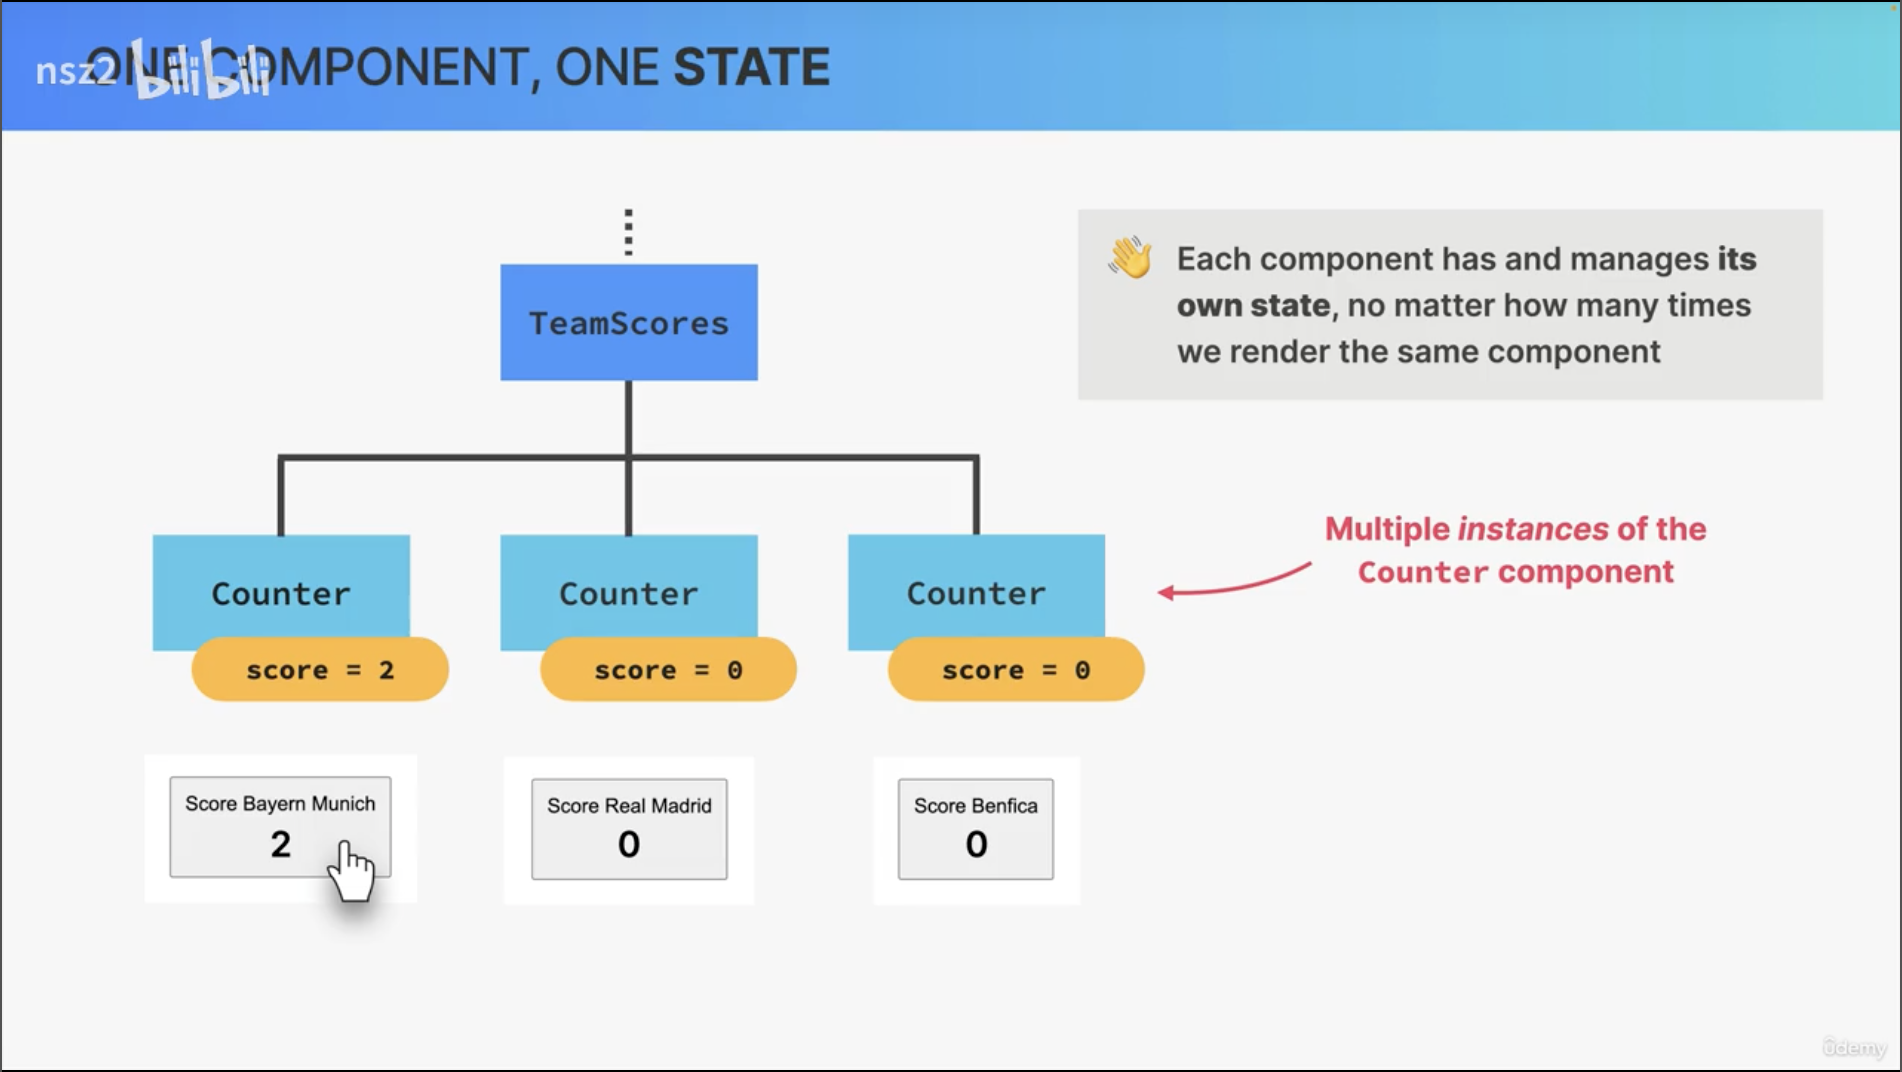 ONE COMPONENT, ONE STATE
nsz2 bilibili
TeamScores
Each component has and manages its
own state, no matter how many times
we render the same component
Multiple instances of the
Counter component
Counter Counter Counter
score = 2 score = 0 score = 0
Score Bayern Munich Score Real Madrid Score Benfica
2 0 0
ûdemy